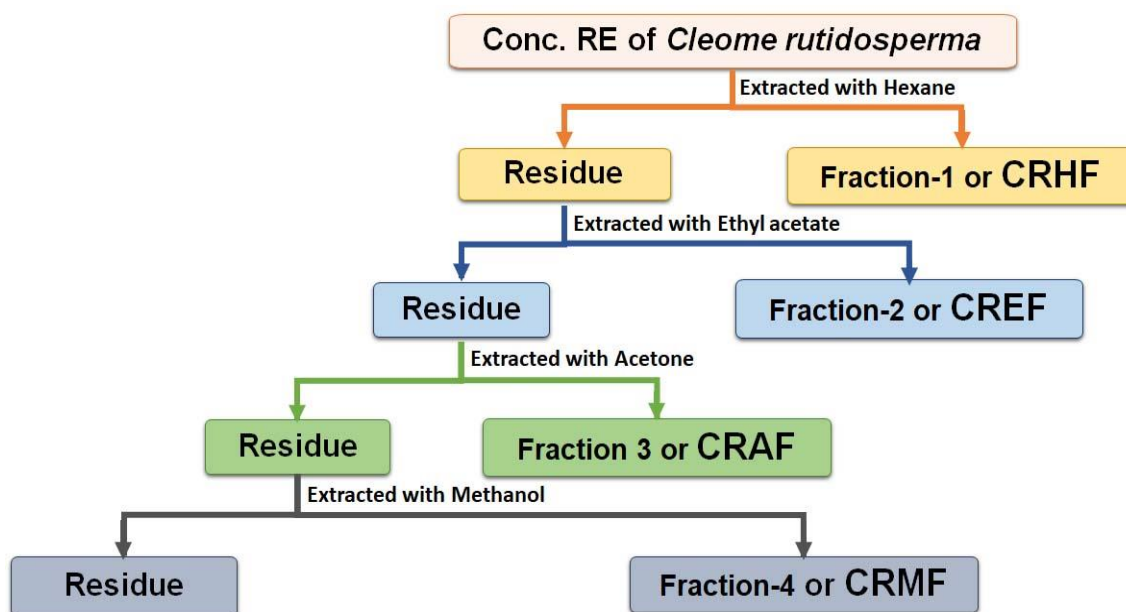 Conc. RE of Cleome rutidosperma
Extracted with Hexane
Residue
Fraction-1 or CRHF
Extracted with Ethyl acetate
Residue
Fraction-2 or CREF
Extracted with Acetone
Residue
Fraction 3 or CRAF
Extracted with Methanol
Residue
Fraction-4 or CRMF